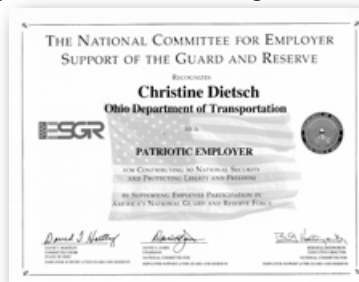 THE NATIONAL COMMITTEE FOR EMPLOYER
SUPPORT OF THE GUARD AND RESERVE
RECOGNIZES
Christine Dietsch
Ohio Department of Transportation
AS A
ESGR
PATRIOTIC EMPLOYER
FOR CONTRIBUTING TO NATIONAL SECURITY
AND PROTECTING LIBERTY AND FREEDOM
BY SUPPORTING EMPLOYEE PARTICIPATION IN
AMERICA'S NATIONAL GUARD AND RESERVE FORCE